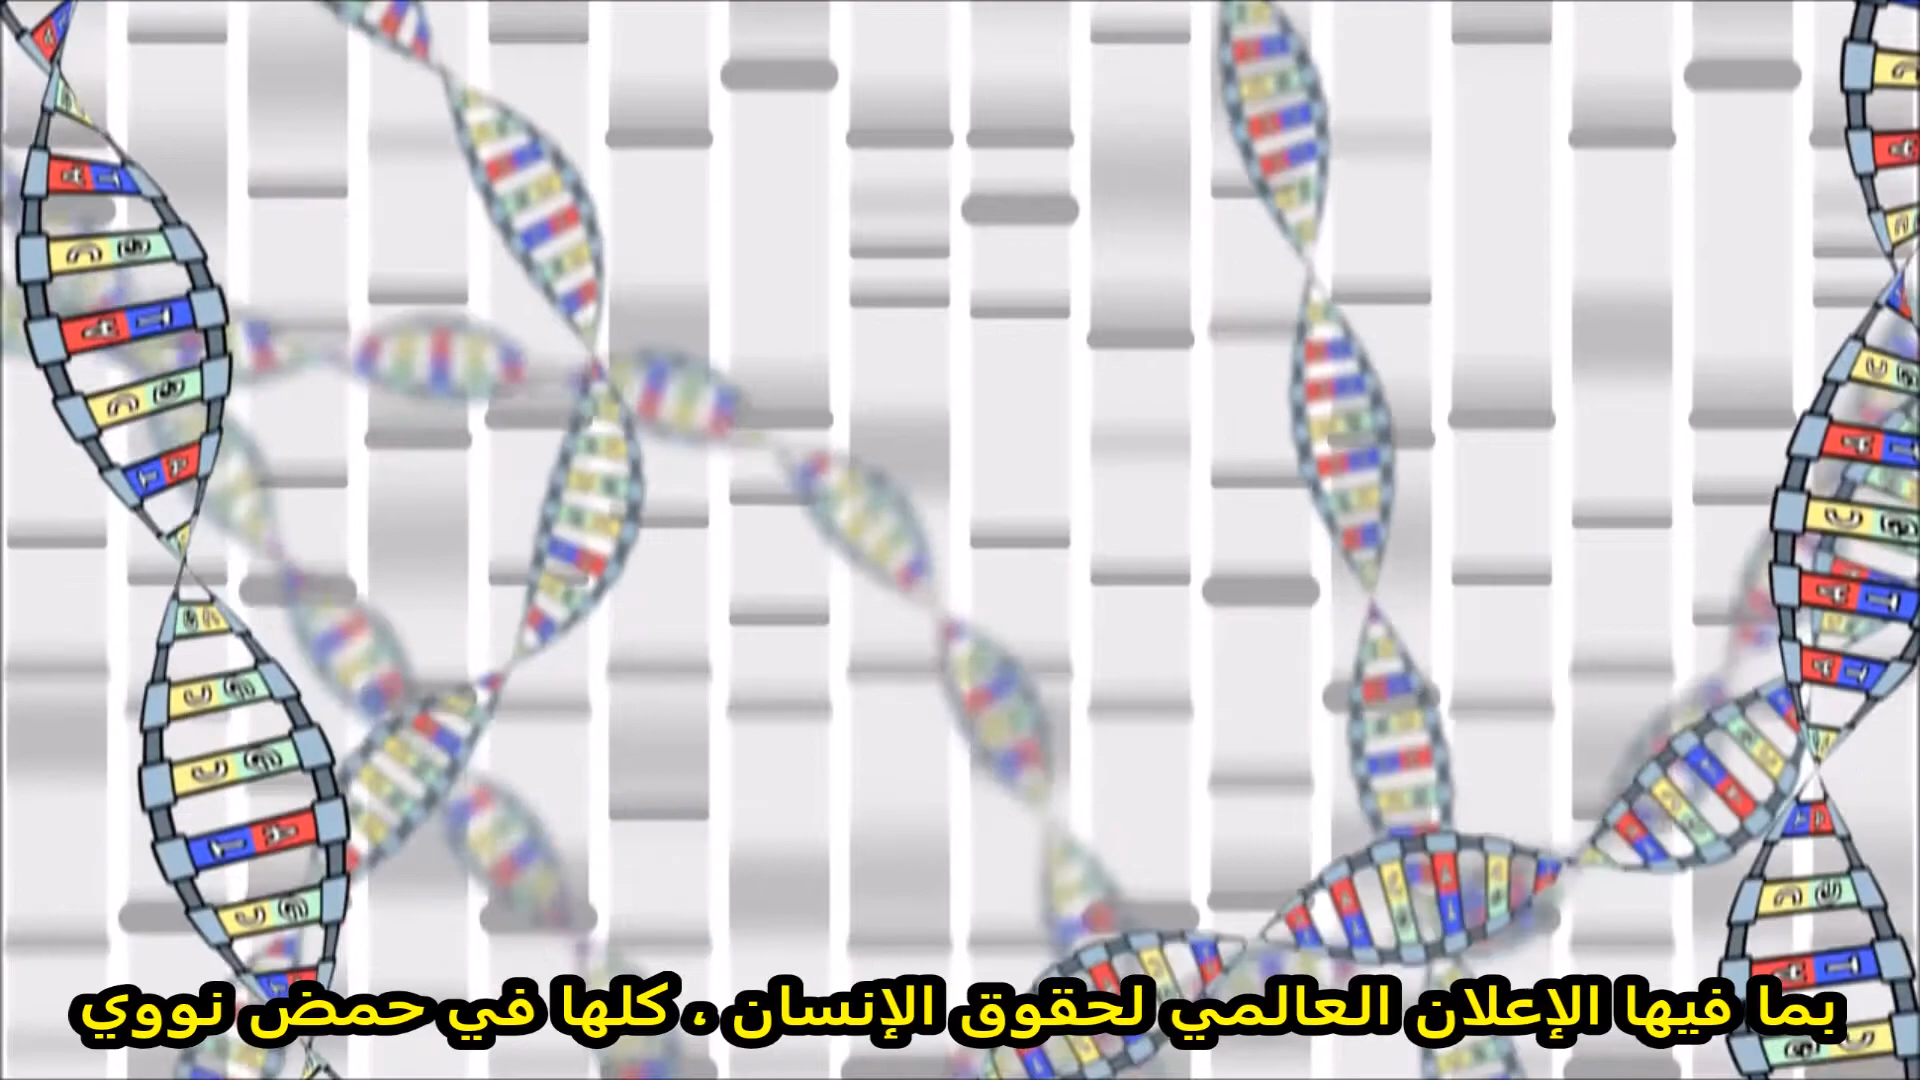 بما فيها الإعلان العالمي لحقوق الإنسان ، كلها في حمض نووي